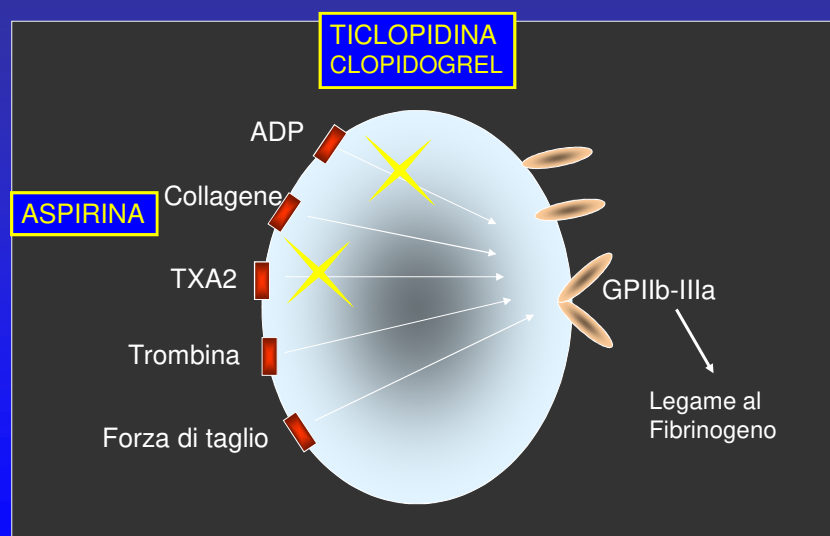 TICLOPIDINA
CLOPIDOGREL
ADP
Collagene
ASPIRINA
TXA2
GPIIb-IIIa
Trombina
Legame al
Fibrinogeno
Forza di taglio